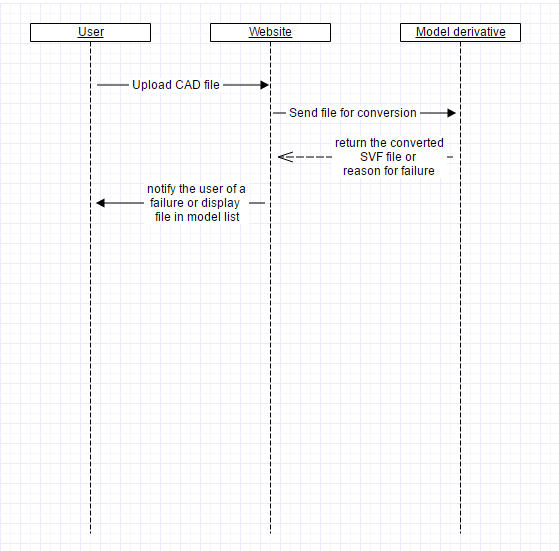 User
Website
Model derivative
Upload CAD file
Send file for conversion
return the converted
SVF file or
reason for failure
notify the user of a
failure or display
file in model list